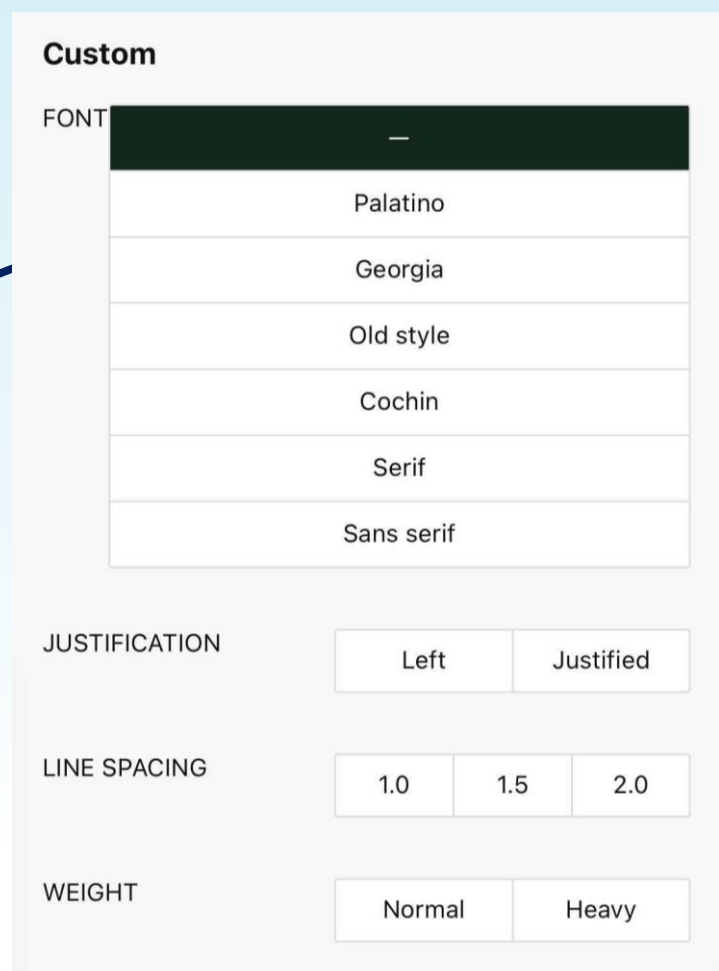 Custom
FONT
—
Palatino
Georgia
Old style
Cochin
Serif
Sans serif
JUSTIFICATION
Left Justified
LINE SPACING
1.0 1.5 2.0
WEIGHT
Normal Heavy